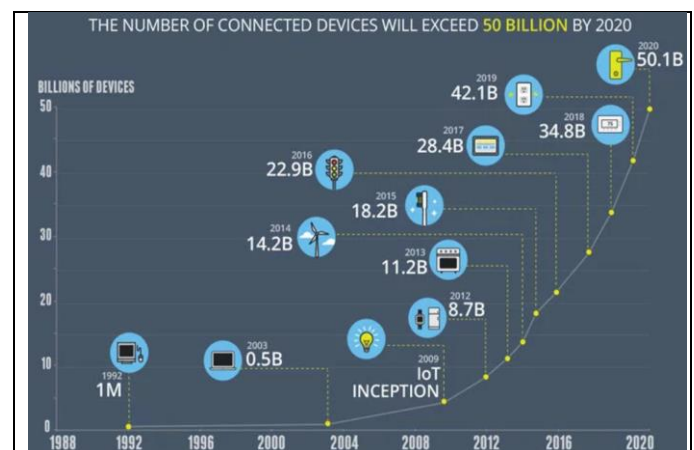 THE NUMBER OF CONNECTED DEVICES WILL EXCEED 50 BILLION BY 2020
BILLIONS OF DEVICES
50
40
30
20
10
0
1988
1992
1996
2000
2004
2008
2012
2016
2020
1992
1M
2003
0.5B
2009
IoT
INCEPTION
2012
8.7B
2013
11.2B
2014
14.2B
2015
18.2B
2016
22.9B
2017
28.4B
2018
34.8B
2019
42.1B
2020
50.1B